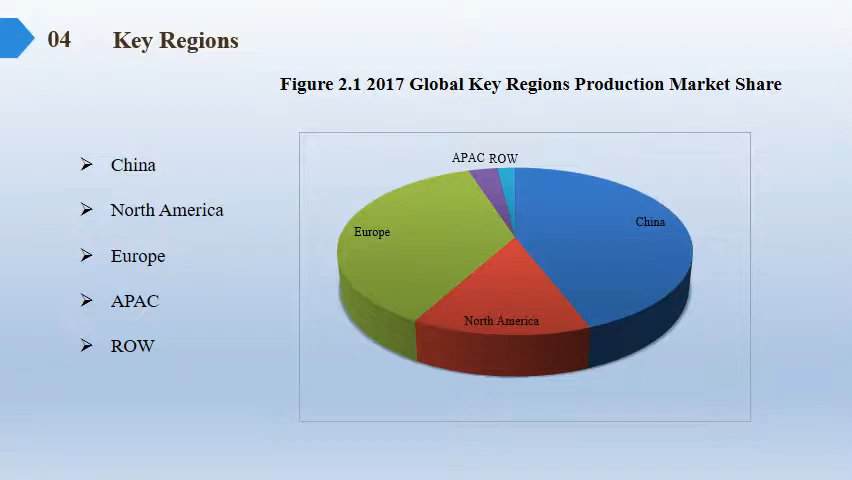 04 Key Regions
Figure 2.1 2017 Global Key Regions Production Market Share
China
North America
Europe
APAC
ROW
APAC ROW
China
Europe
North America